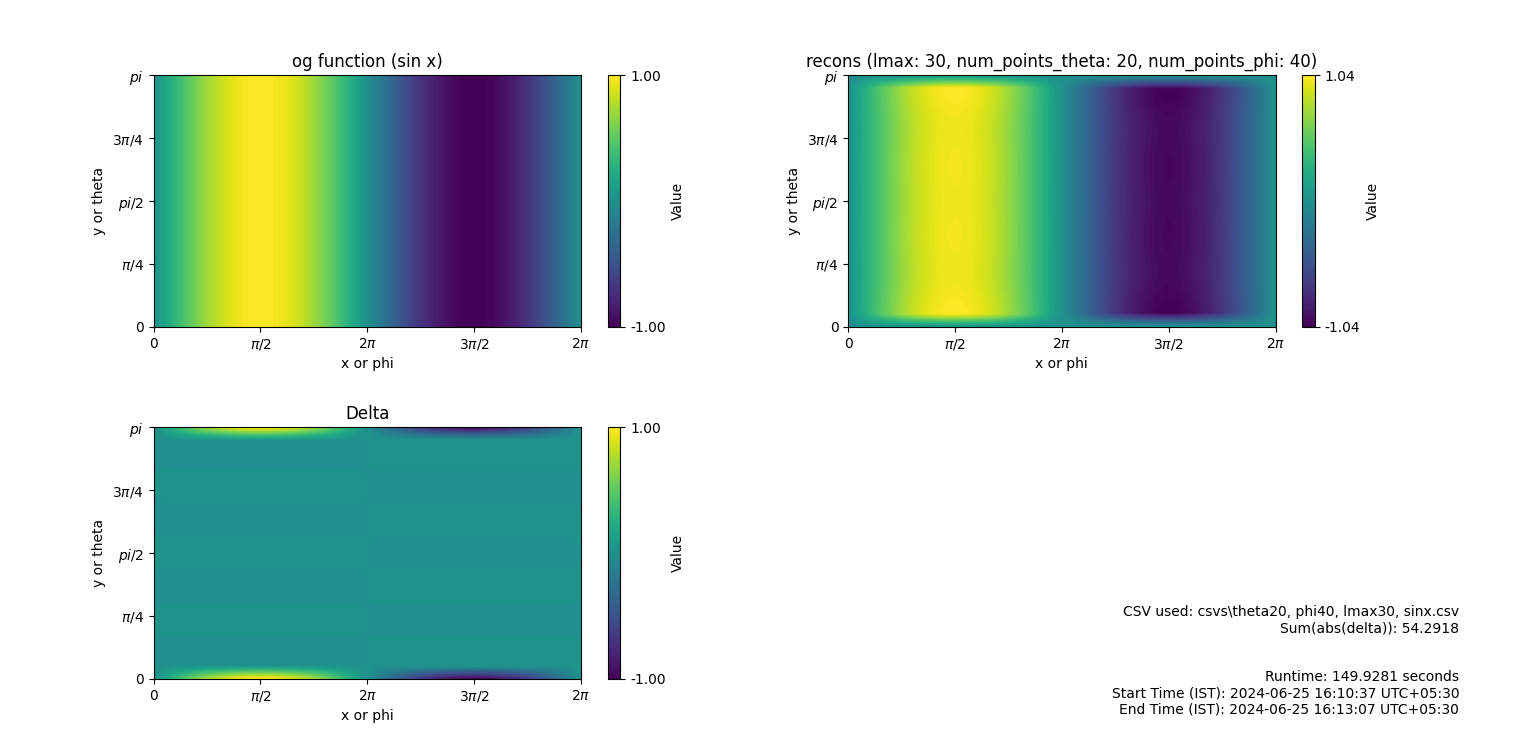 og function (sin x)
pi
3π/4
pi/2
π/4
0
y or theta
0 π/2 2π 3π/2 2π
x or phi
1.00
-1.00
Value
recons (lmax: 30, num_points_theta: 20, num_points_phi: 40)
pi
3π/4
pi/2
π/4
0
y or theta
0 π/2 2π 3π/2 2π
x or phi
1.04
-1.04
Value
Delta
pi
3π/4
pi/2
π/4
0
y or theta
0 π/2 2π 3π/2 2π
x or phi
1.00
-1.00
Value
CSV used: csvs\theta20, phi40, lmax30, sinx.csv
Sum(abs(delta)): 54.2918
Runtime: 149.9281 seconds
Start Time (IST): 2024-06-25 16:10:37 UTC+05:30
End Time (IST): 2024-06-25 16:13:07 UTC+05:30